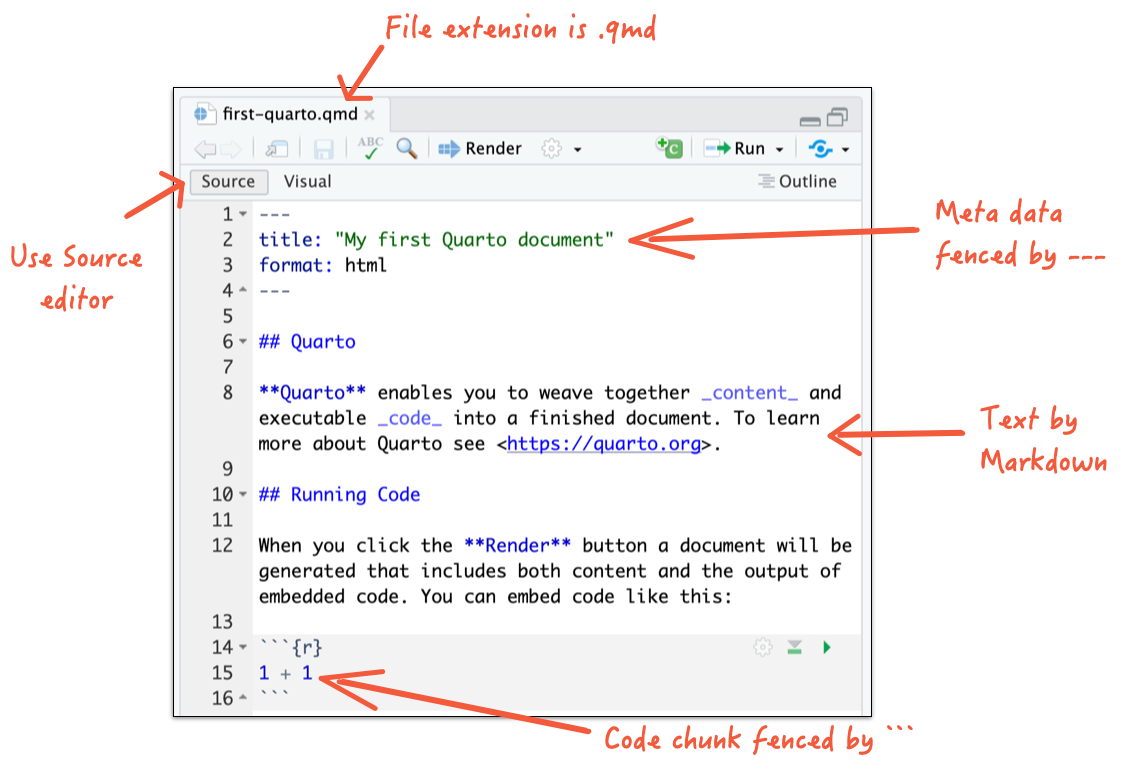 File extension is .qmd
first-quarto.qmd
ABC
Render
C
Run
Source Visual Outline
Use Source
editor
Meta data
fenced by ---
Text by
Markdown
1 ---
2 title: "My first Quarto document"
3 format: html
4 ---
5
6 ## Quarto
7
8 **Quarto** enables you to weave together _content_ and
executable _code_ into a finished document. To learn
more about Quarto see <https://quarto.org>.
9
10 ## Running Code
11
12 When you click the **Render** button a document will be
generated that includes both content and the output of
embedded code. You can embed code like this:
13
14 ```{r}
15 1 + 1
16 ```
Code chunk fenced by ```